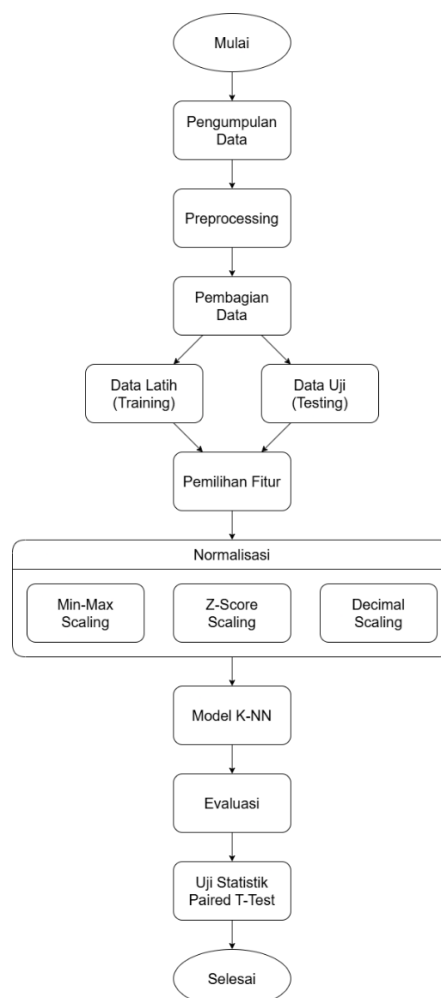 Mulai
Pengumpulan
Data
Preprocessing
Pembagian
Data
Data Latih
(Training)
Data Uji
(Testing)
Pemilihan Fitur
Normalisasi
Min-Max
Scaling
Z-Score
Scaling
Decimal
Scaling
Model K-NN
Evaluasi
Uji Statistik
Paired T-Test
Selesai